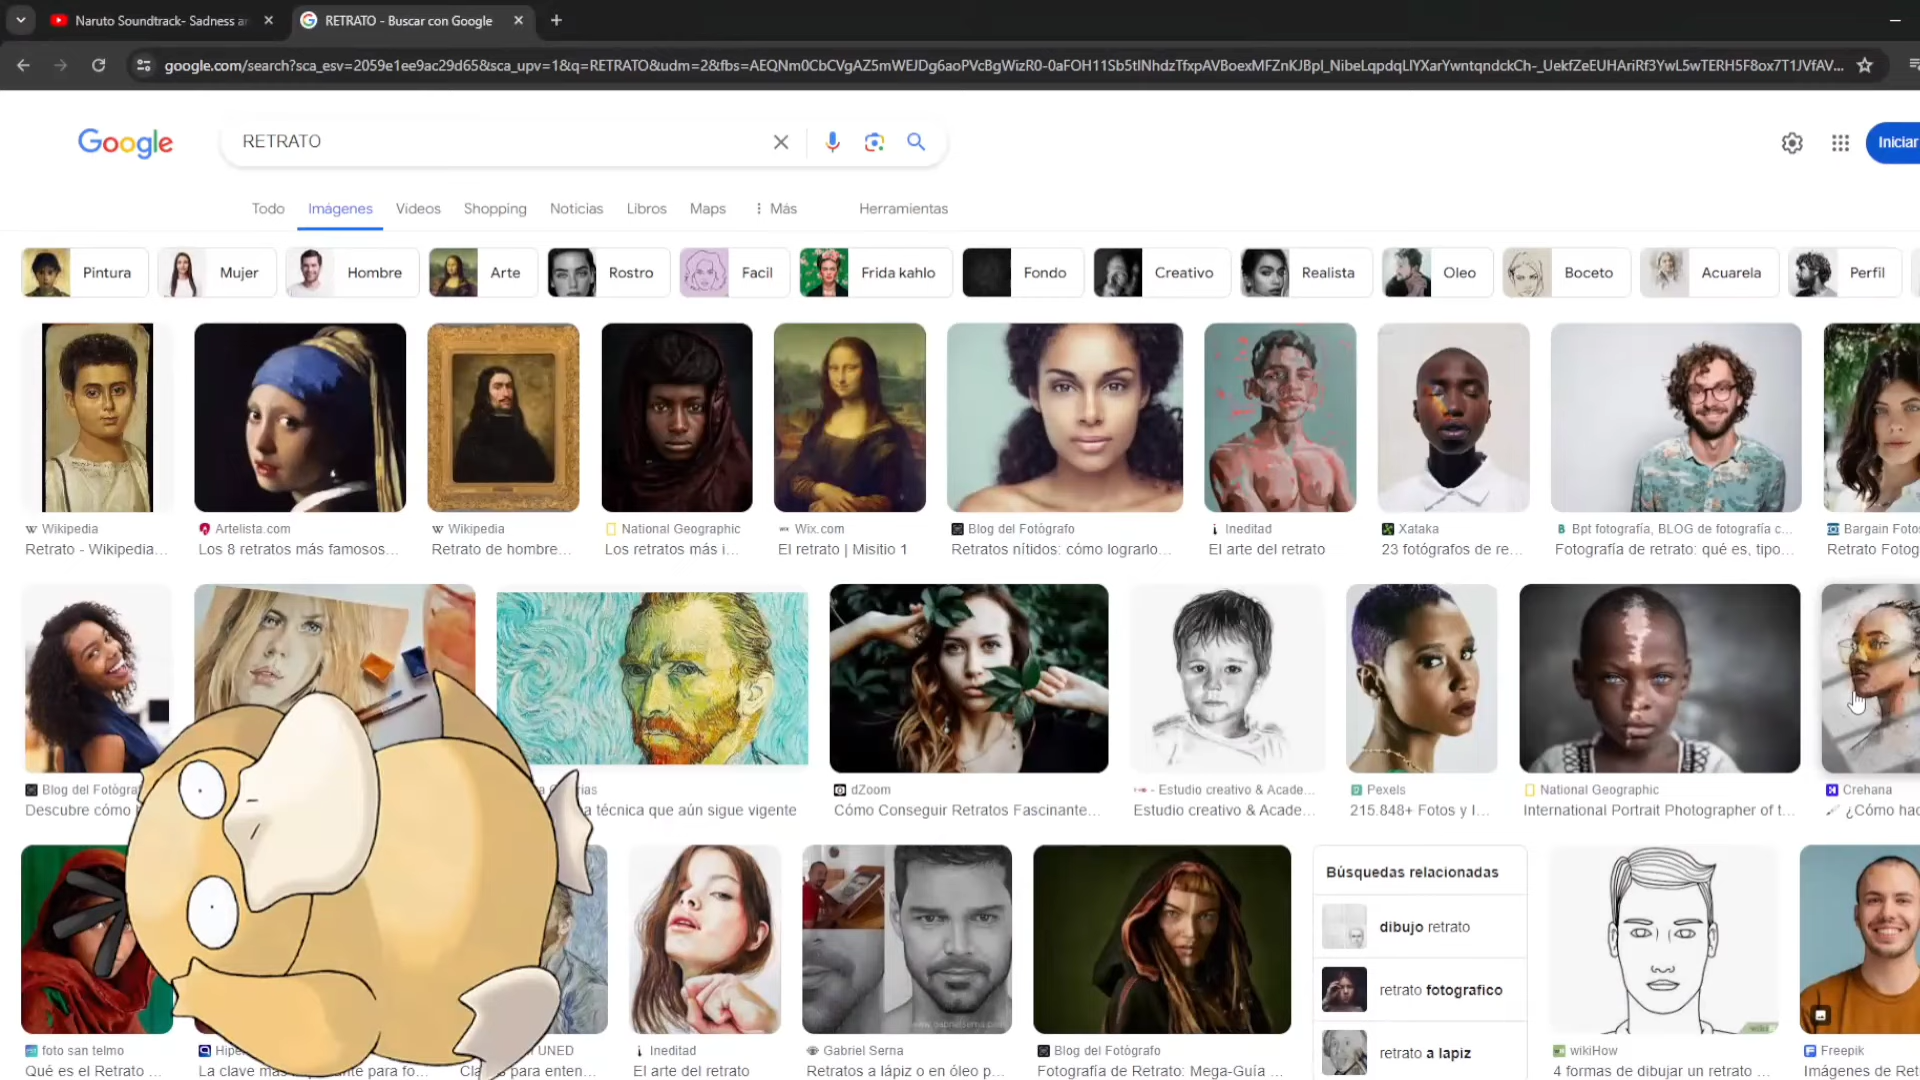 Naruto Soundtrack- Sadness a
RETRATO - Buscar con Google
google.com/search?sca_esv=2059e1ee9ac29d65&sca_upv=1&q=RETRATO&udm=2&fbs=
Google
RETRATO
Iniciar
Todo
Imágenes
Videos
Shopping
Noticias
Libros
Maps
Más
Herramientas
Pintura
Mujer
Hombre
Arte
Rostro
Facil
Frida kahlo
Fondo
Creativo
Realista
Oleo
Boceto
Acuarela
Perfil
Wikipedia
Retrato - Wikipedia...
Artelista.com
Los 8 retratos más famosos...
Wikipedia
Retrato de hombre...
National Geographic
Los retratos más i...
Wix.com
El retrato | Misitio 1
Blog del Fotógrafo
Retratos nítidos: cómo lograrlo...
Ineditad
El arte del retrato
Xataka
23 fotógrafos de re...
Bpt fotografía, BLOG de fotografía c...
Fotografía de retrato: qué es, tipo...
Bargain Fotos
Retrato Fotog
Blog del Fotógra
Descubre cómo
a técnica que aún sigue vigente
dZoom
Cómo Conseguir Retratos Fascinante...
- Estudio creativo & Acade...
Estudio creativo & Acade...
Pexels
215.848+ Fotos y I...
National Geographic
International Portrait Photographer of t...
Crehana
¿Cómo hac
Búsquedas relacionadas
dibujo retrato
retrato fotografico
retrato a lapiz
www.gabrielserna.com
wiki
foto san telmo
Qué es el Retrato ...
Hipe
La clave más
nte para fo...
UNED
Cla
para enten...
Ineditad
El arte del retrato
Gabriel Serna
Retratos a lápiz o en óleo p...
Blog del Fotógrafo
Fotografía de Retrato: Mega-Guía ...
wikiHow
4 formas de dibujar un retrato ...
Freepik
Imágenes de Ret